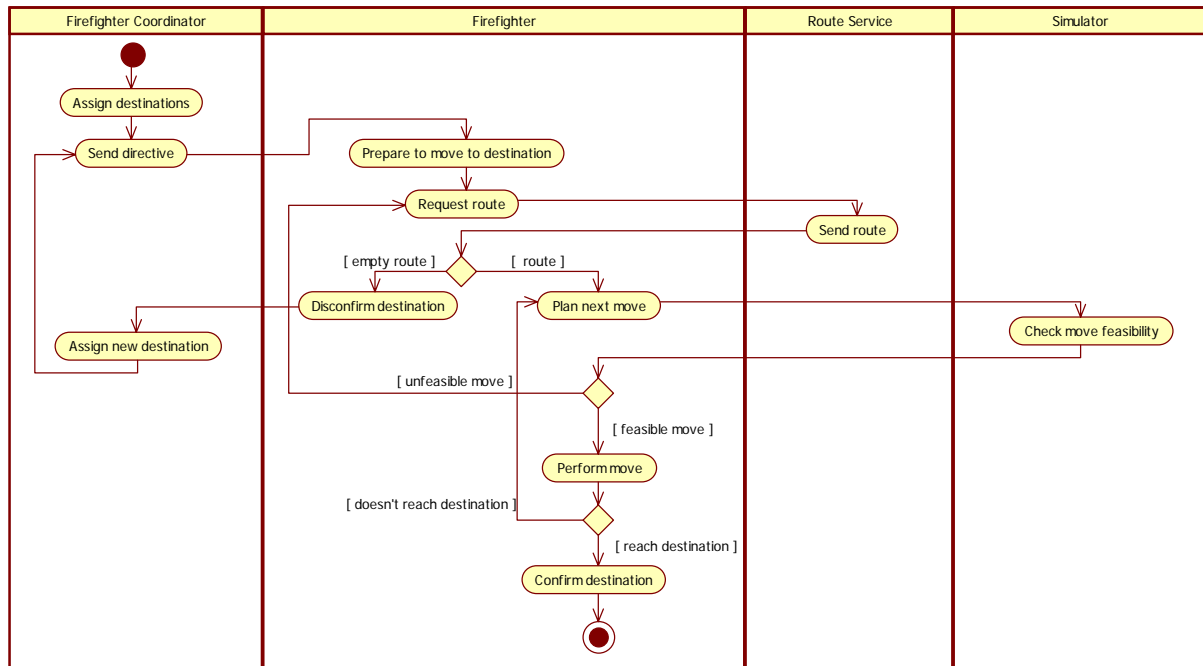 Firefighter Coordinator
Firefighter
Route Service
Simulator
Assign destinations
Send directive
Prepare to move to destination
Request route
Send route
[ empty route ]
[ route ]
Disconfirm destination
Plan next move
Assign new destination
Check move feasibility
[ unfeasible move ]
[ feasible move ]
Perform move
[ doesn't reach destination ]
[ reach destination ]
Confirm destination